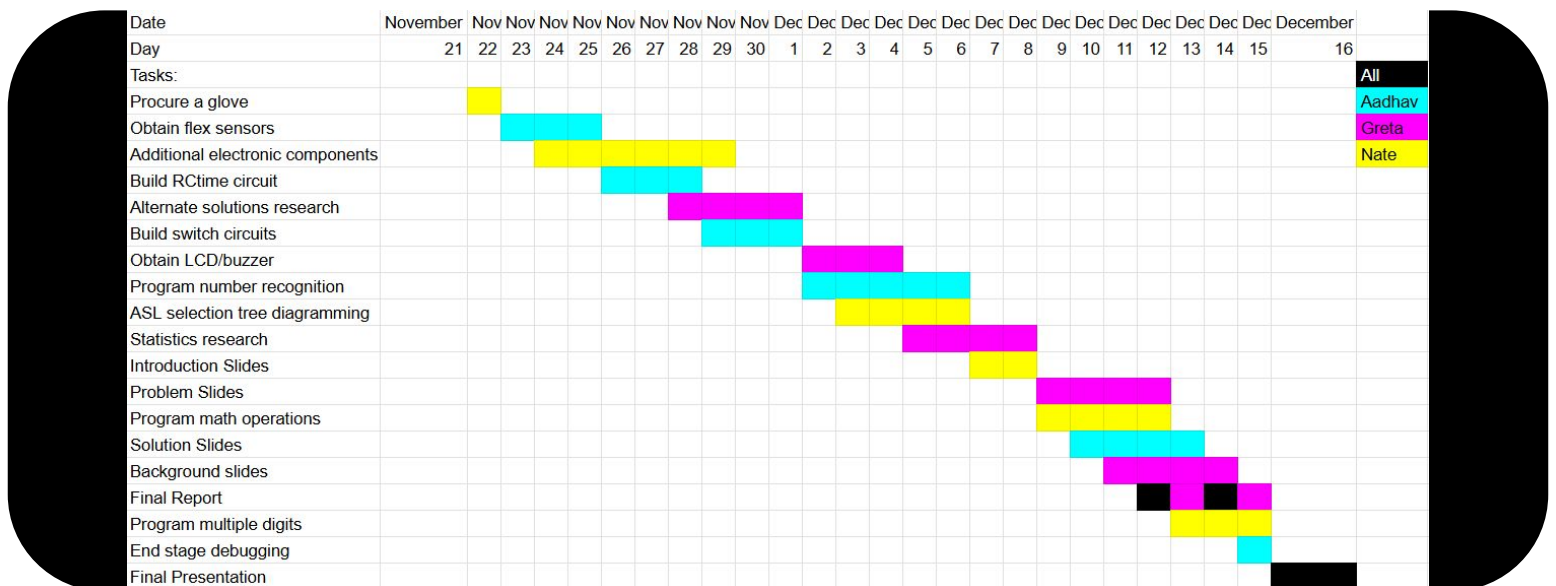 Date November Nov Nov Nov Nov Nov Nov Nov Nov Nov Dec Dec Dec Dec Dec Dec Dec Dec Dec Dec Dec Dec Dec Dec Dec December
Day 21 22 23 24 25 26 27 28 29 30 1 2 3 4 5 6 7 8 9 10 11 12 13 14 15 16
Tasks: All
Procure a glove Aadhav
Obtain flex sensors Greta
Additional electronic components Nate
Build RCtime circuit
Alternate solutions research
Build switch circuits
Obtain LCD/buzzer
Program number recognition
ASL selection tree diagramming
Statistics research
Introduction Slides
Problem Slides
Program math operations
Solution Slides
Background slides
Final Report
Program multiple digits
End stage debugging
Final Presentation